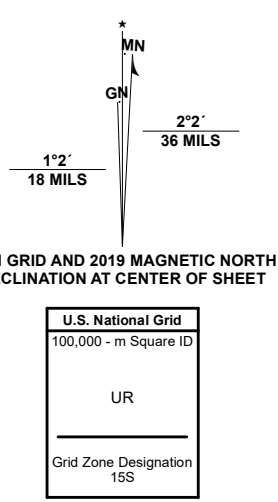 MN
GN
2°2´
36 MILS
1°2´
18 MILS
GRID AND 2019 MAGNETIC NORTH
CLINATION AT CENTER OF SHEET
U.S. National Grid
100,000 - m Square ID
UR
Grid Zone Designation
15S